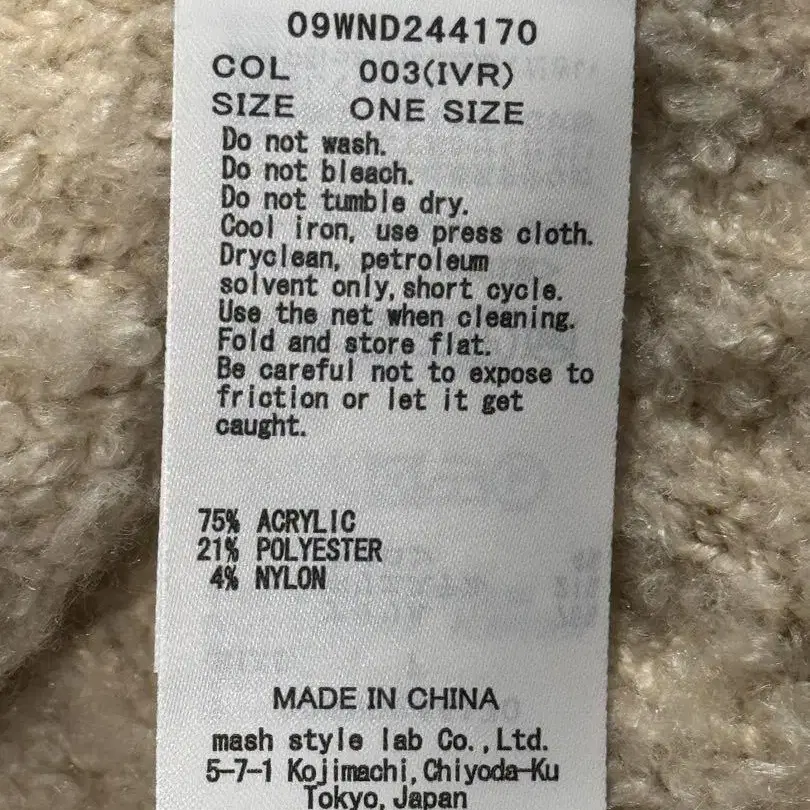 09WND244170
COL 003(IVR)
SIZE ONE SIZE
Do not wash.
Do not bleach.
Do not tumble dry.
Cool iron, use press cloth.
Dryclean, petroleum
solvent only, short cycle.
Use the net when cleaning.
Fold and store flat.
Be careful not to expose to
friction or let it get
caught.
75% ACRYLIC
21% POLYESTER
4% NYLON
MADE IN CHINA
mash style lab Co., Ltd.
5-7-1 Kojimachi, Chiyoda-Ku
Tokyo, Japan